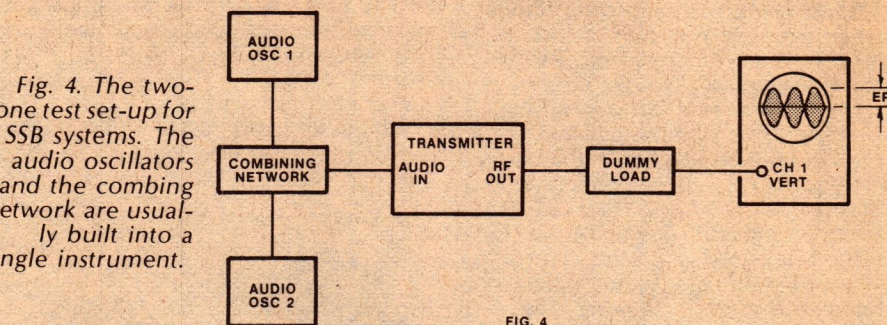 Fig. 4. The two-
one test set-up for
SSB systems. The
audio oscillators
and the combing
etwork are usual-
ly built into a
ngle instrument.
AUDIO
OSC 1
COMBINING
NETWORK
AUDIO
OSC 2
TRANSMITTER
AUDIO
IN
RF
OUT
DUMMY
LOAD
CH 1
VERT
EP
FIG. 4